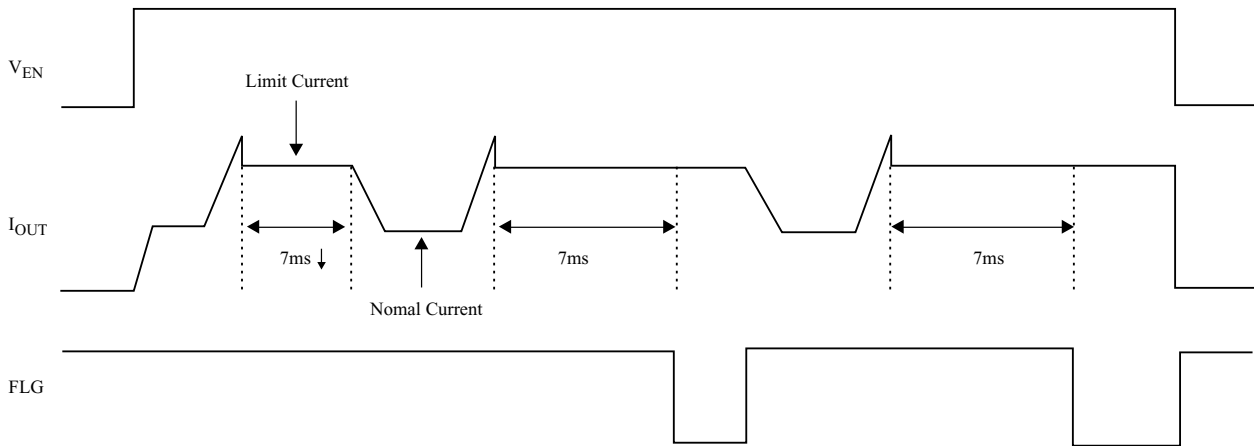 V_EN
Limit Current
I_OUT
7ms ↓
7ms
7ms
Nomal Current
FLG